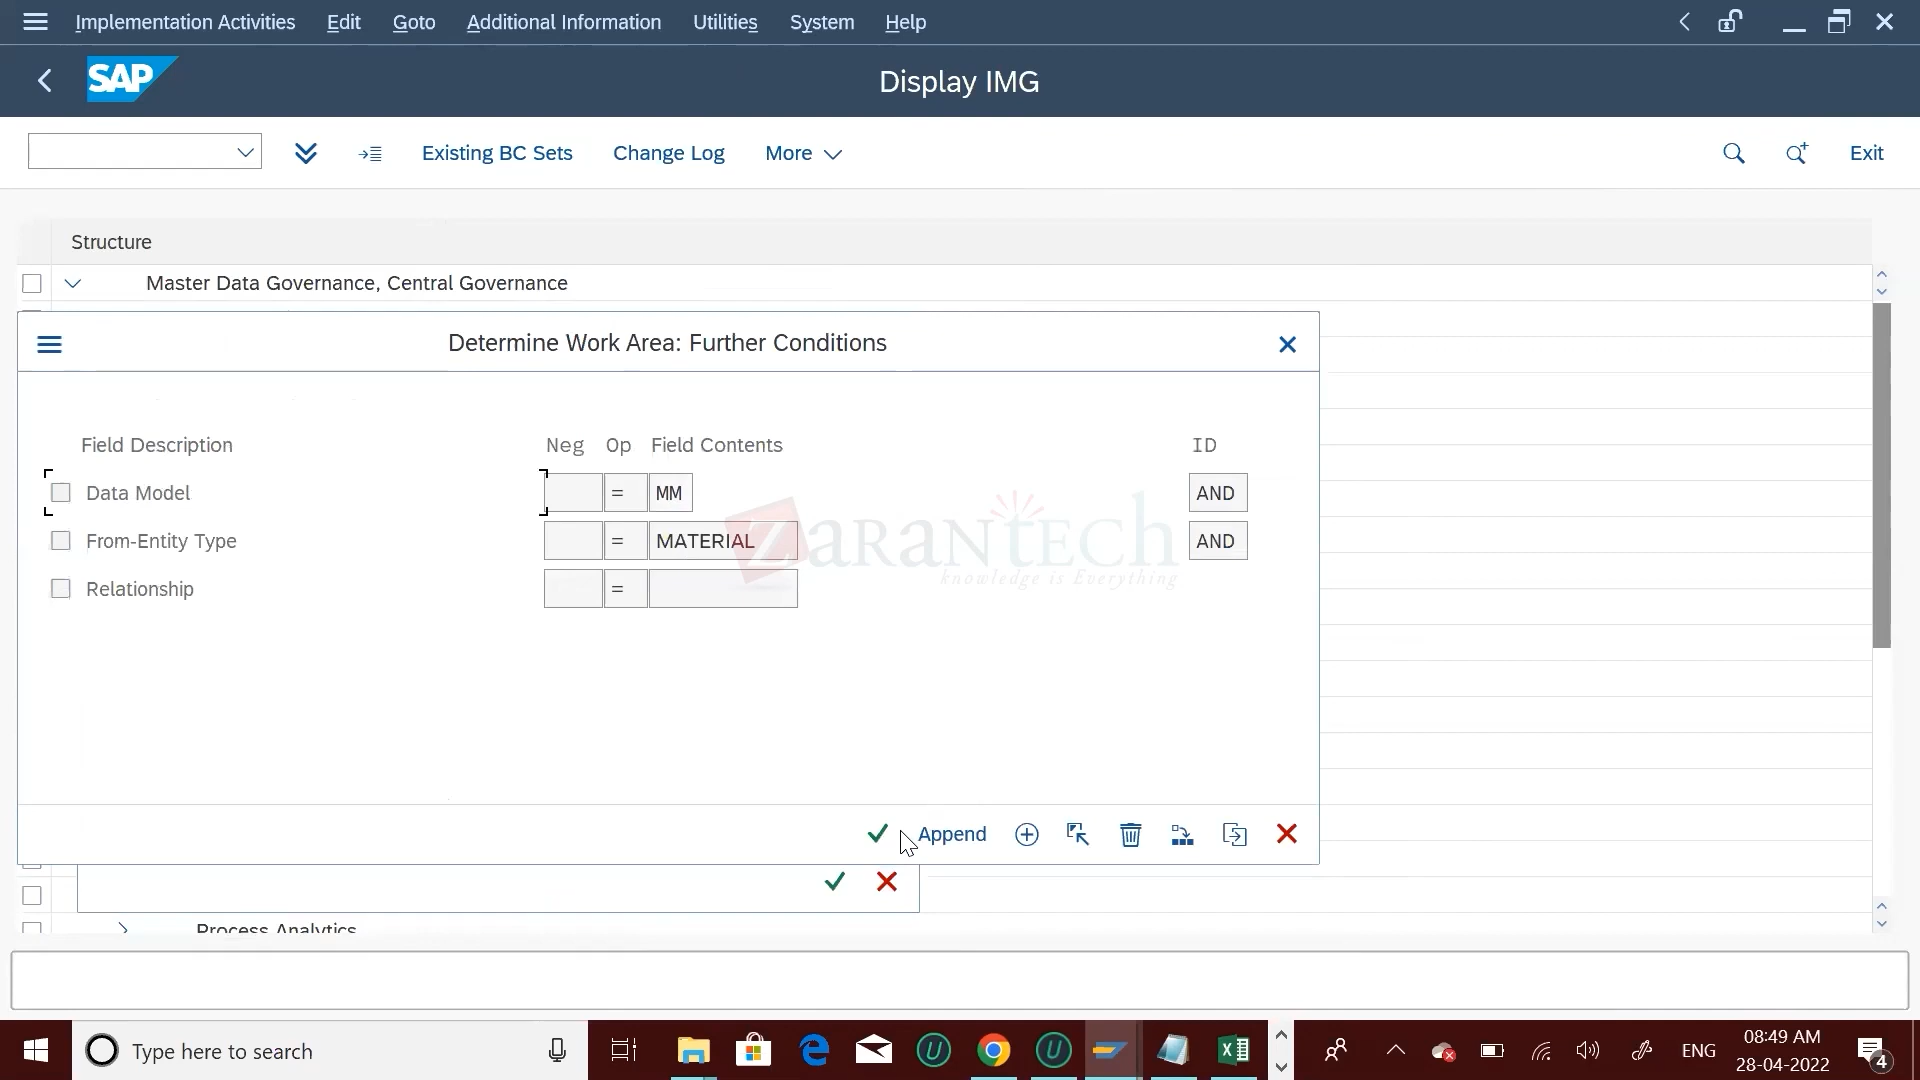 Implementation Activities Edit Goto Additional Information Utilities System Help
SAP
Display IMG
Existing BC Sets Change Log More Exit
Structure
Master Data Governance, Central Governance
Determine Work Area: Further Conditions
Field Description Neg Op Field Contents ID
Data Model = MM AND
From-Entity Type = MATERIAL AND
Relationship =
zaranTech
knowledge is Everything
Append
Process Analytics
Type here to search
ENG
08:49 AM
28-04-2022
4